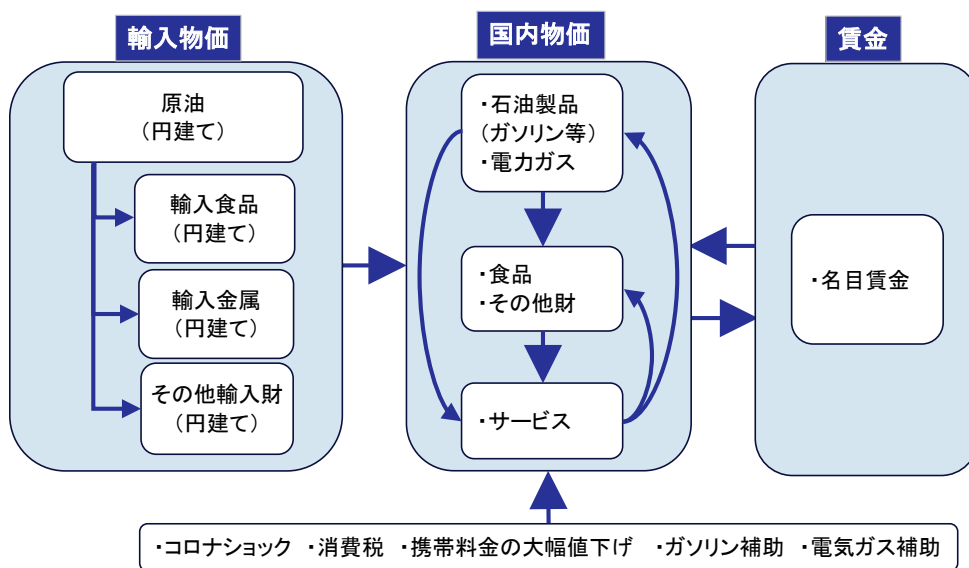 輸入物価
原油
（円建て）
輸入食品
（円建て）
輸入金属
（円建て）
その他輸入財
（円建て）
国内物価
・石油製品
（ガソリン等）
・電力ガス
・食品
・その他財
・サービス
賃金
・名目賃金
・コロナショック ・消費税 ・携帯料金の大幅値下げ ・ガソリン補助 ・電気ガス補助